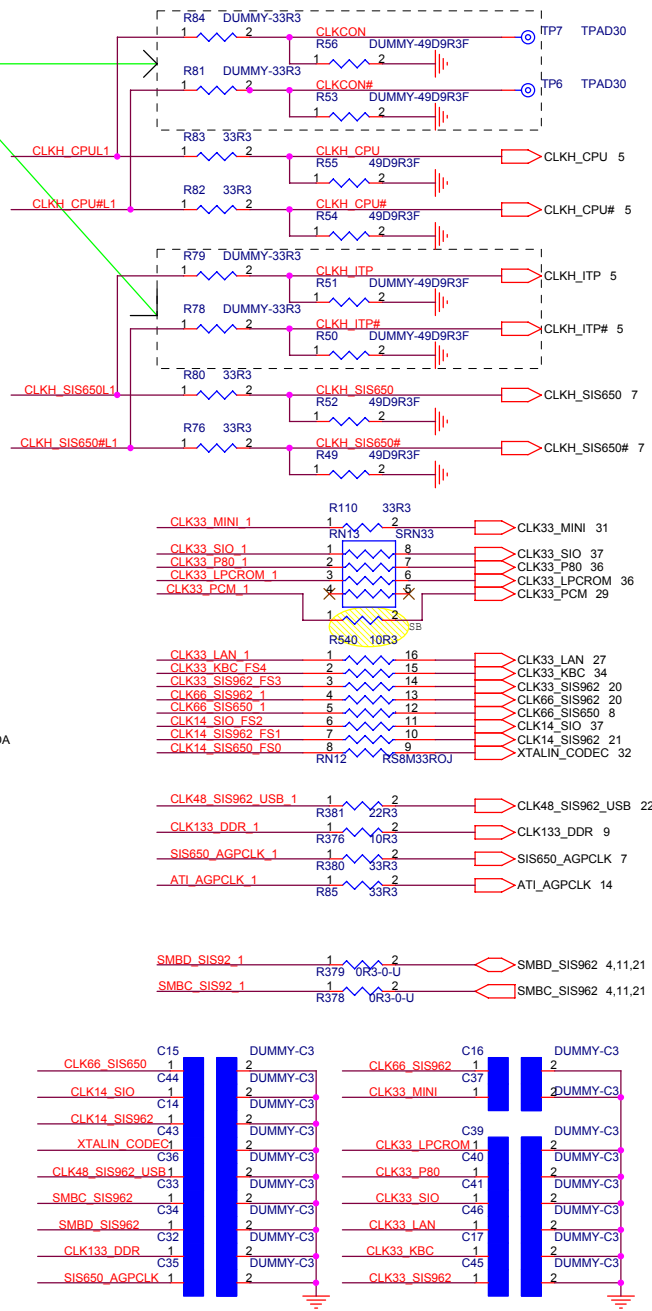 R84 DUMMY-33R3
1 2 CLKCON TP7 TPAD30
R56 DUMMY-49D9R3F
1 2
R81 DUMMY-33R3
1 2 CLKCON# TP6 TPAD30
R53 DUMMY-49D9R3F
1 2
R83 33R3
CLKH_CPUL1 1 2 CLKH_CPU CLKH_CPU 5
R55 49D9R3F
1 2
R82 33R3
CLKH_CPU#L1 1 2 CLKH_CPU# CLKH_CPU# 5
R54 49D9R3F
1 2
R79 DUMMY-33R3
1 2 CLKH_ITP CLKH_ITP 5
R51 DUMMY-49D9R3F
1 2
R78 DUMMY-33R3
1 2 CLKH_ITP# CLKH_ITP# 5
R50 DUMMY-49D9R3F
1 2
R80 33R3
CLKH_SIS650L1 1 2 CLKH_SIS650 CLKH_SIS650 7
R52 49D9R3F
1 2
R76 33R3
CLKH_SIS650#L1 1 2 CLKH_SIS650# CLKH_SIS650# 7
R49 49D9R3F
1 2
R110 33R3
CLK33_MINI_1 1 2 CLK33_MINI 31
RN13 SRN33
CLK33_SIO_1 1 8 CLK33_SIO 37
CLK33_P80_1 2 7 CLK33_P80 36
CLK33_LPCROM_1 3 6 CLK33_LPCROM 36
CLK33_PCM_1 4 5 CLK33_PCM 29
1 2 SB
R540 10R3
CLK33_LAN_1 1 16 CLK33_LAN 27
CLK33_KBC_FS4 2 15 CLK33_KBC 34
CLK33_SIS962_FS3 3 14 CLK33_SIS962 20
CLK66_SIS962_1 4 13 CLK66_SIS962 20
CLK66_SIS650_1 5 12 CLK66_SIS650 8
CLK14_SIO_FS2 6 11 CLK14_SIO 37
CLK14_SIS962_FS1 7 10 CLK14_SIS962 21
CLK14_SIS650_FS0 8 9 XTALIN_CODEC 32
RN12 RS8M33ROJ
CLK48_SIS962_USB_1 1 2 CLK48_SIS962_USB 22
R381 22R3
CLK133_DDR_1 1 2 CLK133_DDR 9
R376 10R3
SIS650_AGPCLK_1 1 2 SIS650_AGPCLK 7
R380 33R3
ATI_AGPCLK_1 1 2 ATI_AGPCLK 14
R85 33R3
SMBD_SIS92_1 1 2 SMBD_SIS962 4,11,21
R379 0R3-0-U
SMBC_SIS92_1 1 2 SMBC_SIS962 4,11,21
R378 0R3-0-U
C15 DUMMY-C3
CLK66_SIS650 1 2
C44 DUMMY-C3
CLK14_SIO 1 2
C14 DUMMY-C3
CLK14_SIS962 1 2
C43 DUMMY-C3
XTALIN_CODEC 1 2
C36 DUMMY-C3
CLK48_SIS962_USB 1 2
C33 DUMMY-C3
SMBC_SIS962 1 2
C34 DUMMY-C3
SMBD_SIS962 1 2
C32 DUMMY-C3
CLK133_DDR 1 2
C35 DUMMY-C3
SIS650_AGPCLK 1 2
C16 DUMMY-C3
CLK66_SIS962 1 2
C37 DUMMY-C3
CLK33_MINI 1 2
C39 DUMMY-C3
CLK33_LPCROM 1 2
C40 DUMMY-C3
CLK33_P80 1 2
C41 DUMMY-C3
CLK33_SIO 1 2
C46 DUMMY-C3
CLK33_LAN 1 2
C17 DUMMY-C3
CLK33_KBC 1 2
C45 DUMMY-C3
CLK33_SIS962 1 2